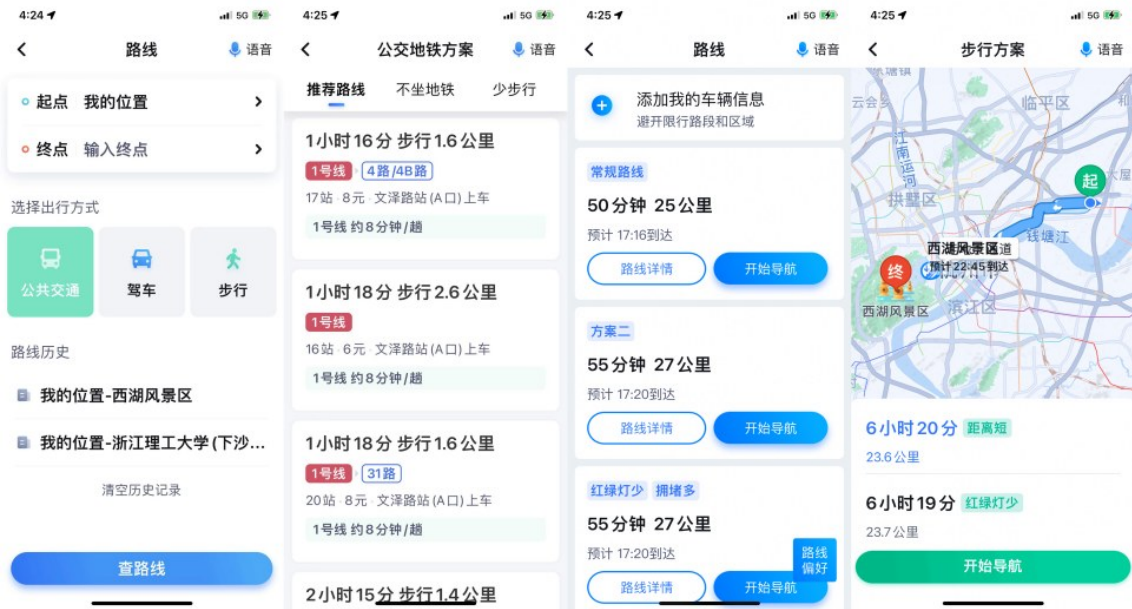 4:24
5G
路线
语音
起点 我的位置
终点 输入终点
选择出行方式
公共交通
驾车
步行
路线历史
我的位置-西湖风景区
我的位置-浙江理工大学(下沙...
清空历史记录
查路线
4:25
5G
公交地铁方案
语音
推荐路线 不坐地铁 少步行
1小时16分 步行1.6公里
1号线 4路/4B路
17站·8元·文泽路站(A口)上车
1号线 约8分钟/趟
1小时18分 步行2.6公里
1号线
16站·6元·文泽路站(A口)上车
1号线 约8分钟/趟
1小时18分 步行1.6公里
1号线 31路
20站·8元·文泽路站(A口)上车
1号线 约8分钟/趟
2小时15分 步行1.4公里
4:25
5G
路线
语音
添加我的车辆信息
避开限行路段和区域
常规路线
50分钟 25公里
预计 17:16到达
路线详情 开始导航
方案二
55分钟 27公里
预计 17:20到达
路线详情 开始导航
红绿灯少 拥堵多
55分钟 27公里
预计 17:20到达
路线详情 开始导航
路线
偏好
4:25
5G
步行方案
语音
塘镇
云会乡
临平区
江南运河
起
拱墅区
钱塘江
西湖风景区
预计22:45到达
终
西湖风景区
滨江区
6小时20分 距离短
23.6公里
6小时19分 红绿灯少
23.7公里
开始导航